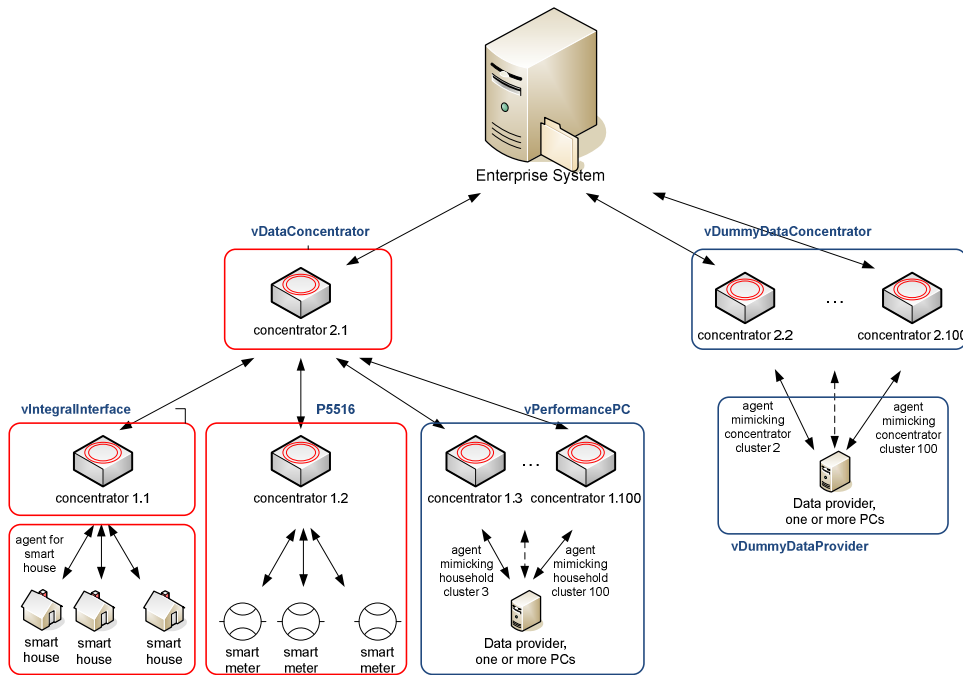 Enterprise System
vDataConcentrator
vDummyDataConcentrator
concentrator 2.1
concentrator 2.2
...
concentrator 2.100
vIntegralInterface
P5516
vPerformancePC
agent
mimicking
concentrator
cluster 2
agent
mimicking
concentrator
cluster 100
concentrator 1.1
concentrator 1.2
concentrator 1.3
...
concentrator 1.100
Data provider,
one or more PCs
vDummyDataProvider
agent for
smart
house
agent
mimicking
household
cluster 3
agent
mimicking
household
cluster 100
smart
house
smart
house
smart
house
smart
meter
smart
meter
smart
meter
Data provider,
one or more PCs